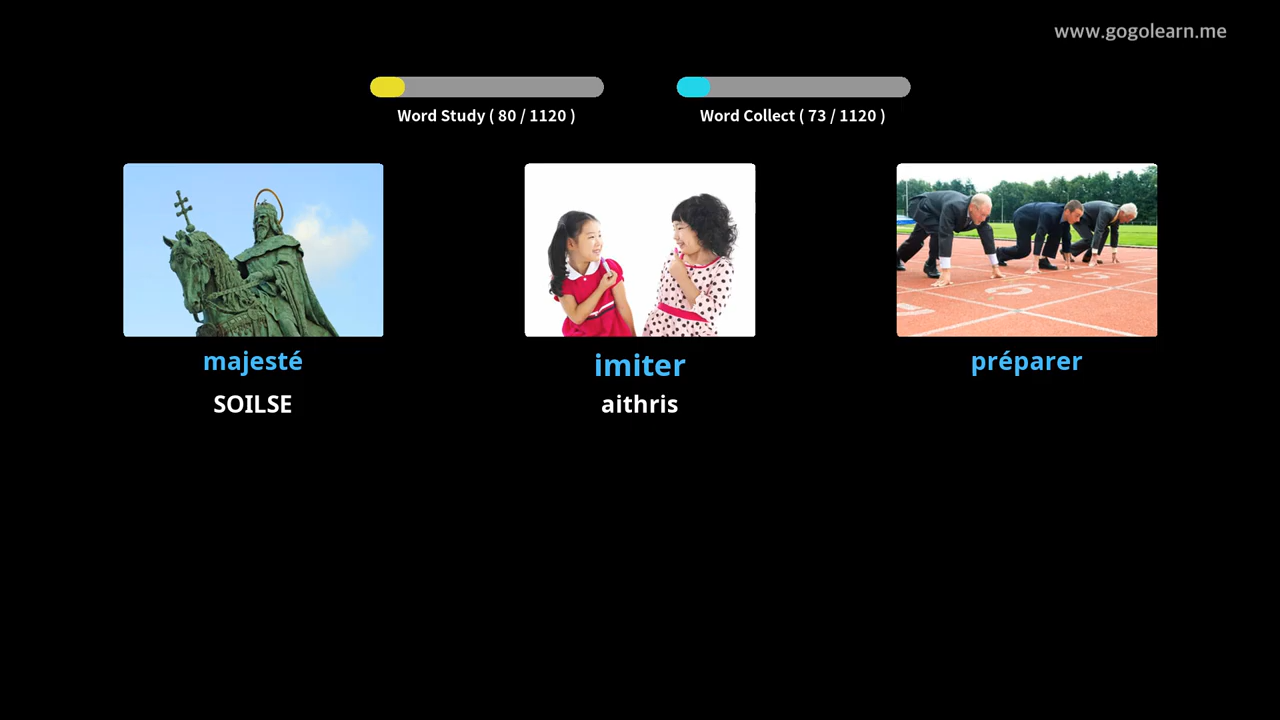 www.gogolearn.me
Word Study ( 80 / 1120 )
Word Collect ( 73 / 1120 )
majesté
imiter
préparer
SOILSE
aithris